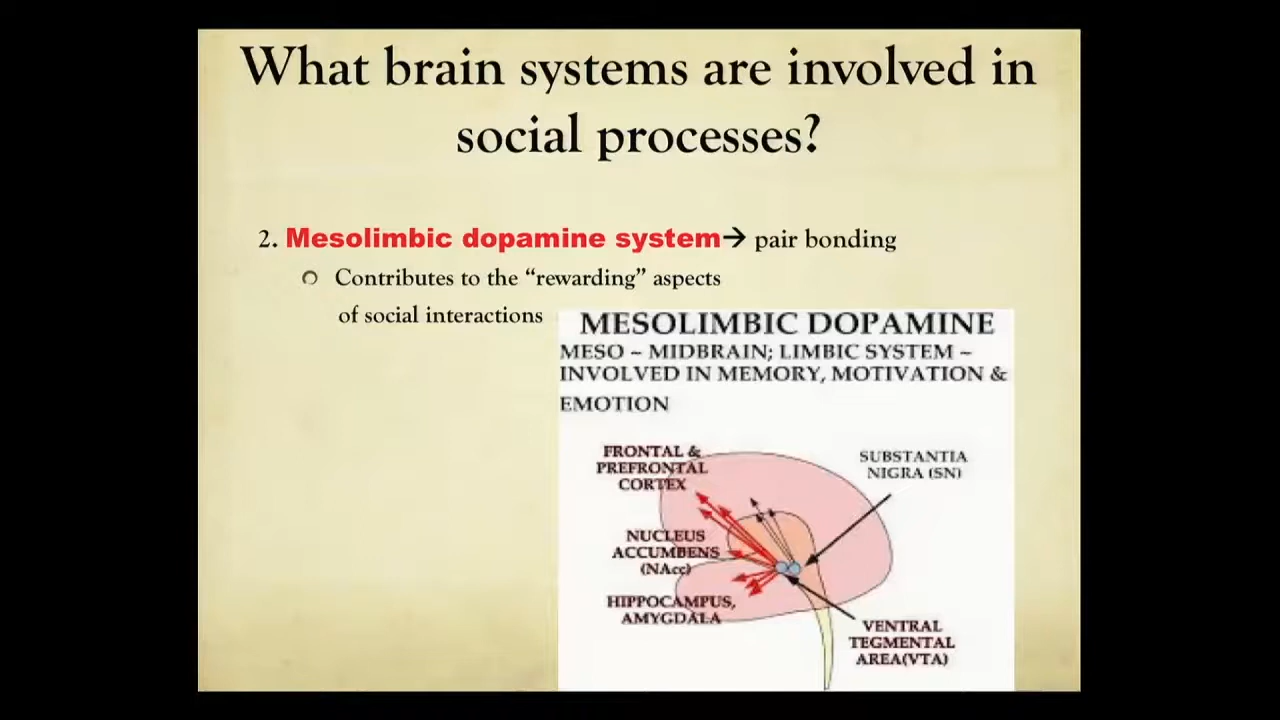 What brain systems are involved in
social processes?
2. Mesolimbic dopamine system→ pair bonding
Contributes to the “rewarding” aspects
of social interactions
MESOLIMBIC DOPAMINE
MESO ~ MIDBRAIN; LIMBIC SYSTEM ~
INVOLVED IN MEMORY, MOTIVATION &
EMOTION
FRONTAL &
PREFRONTAL
CORTEX
SUBSTANTIA
NIGRA (SN)
NUCLEUS
ACCUMBENS
(NAcc)
HIPPOCAMPUS,
AMYGDALA
VENTRAL
TEGMENTAL
AREA(VTA)